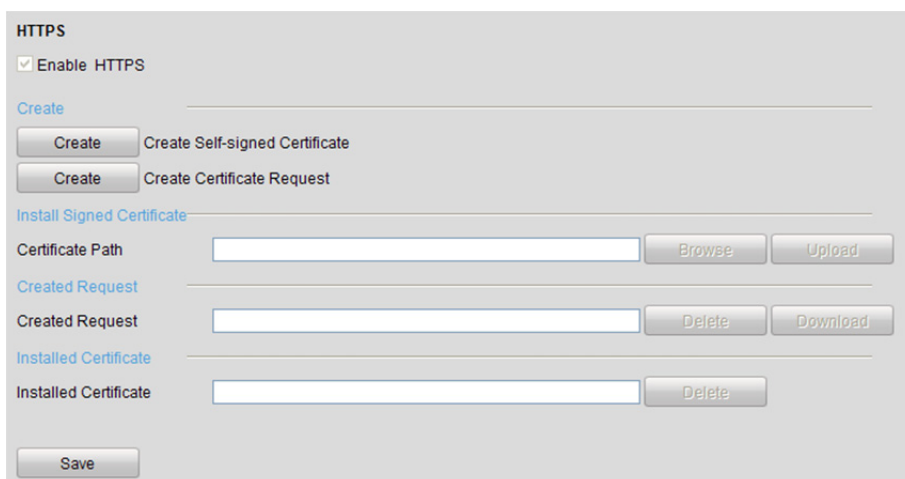 HTTPS
Enable HTTPS
Create
Create Create Self-signed Certificate
Create Create Certificate Request
Install Signed Certificate
Certificate Path Browse Upload
Created Request
Created Request Delete Download
Installed Certificate
Installed Certificate Delete
Save